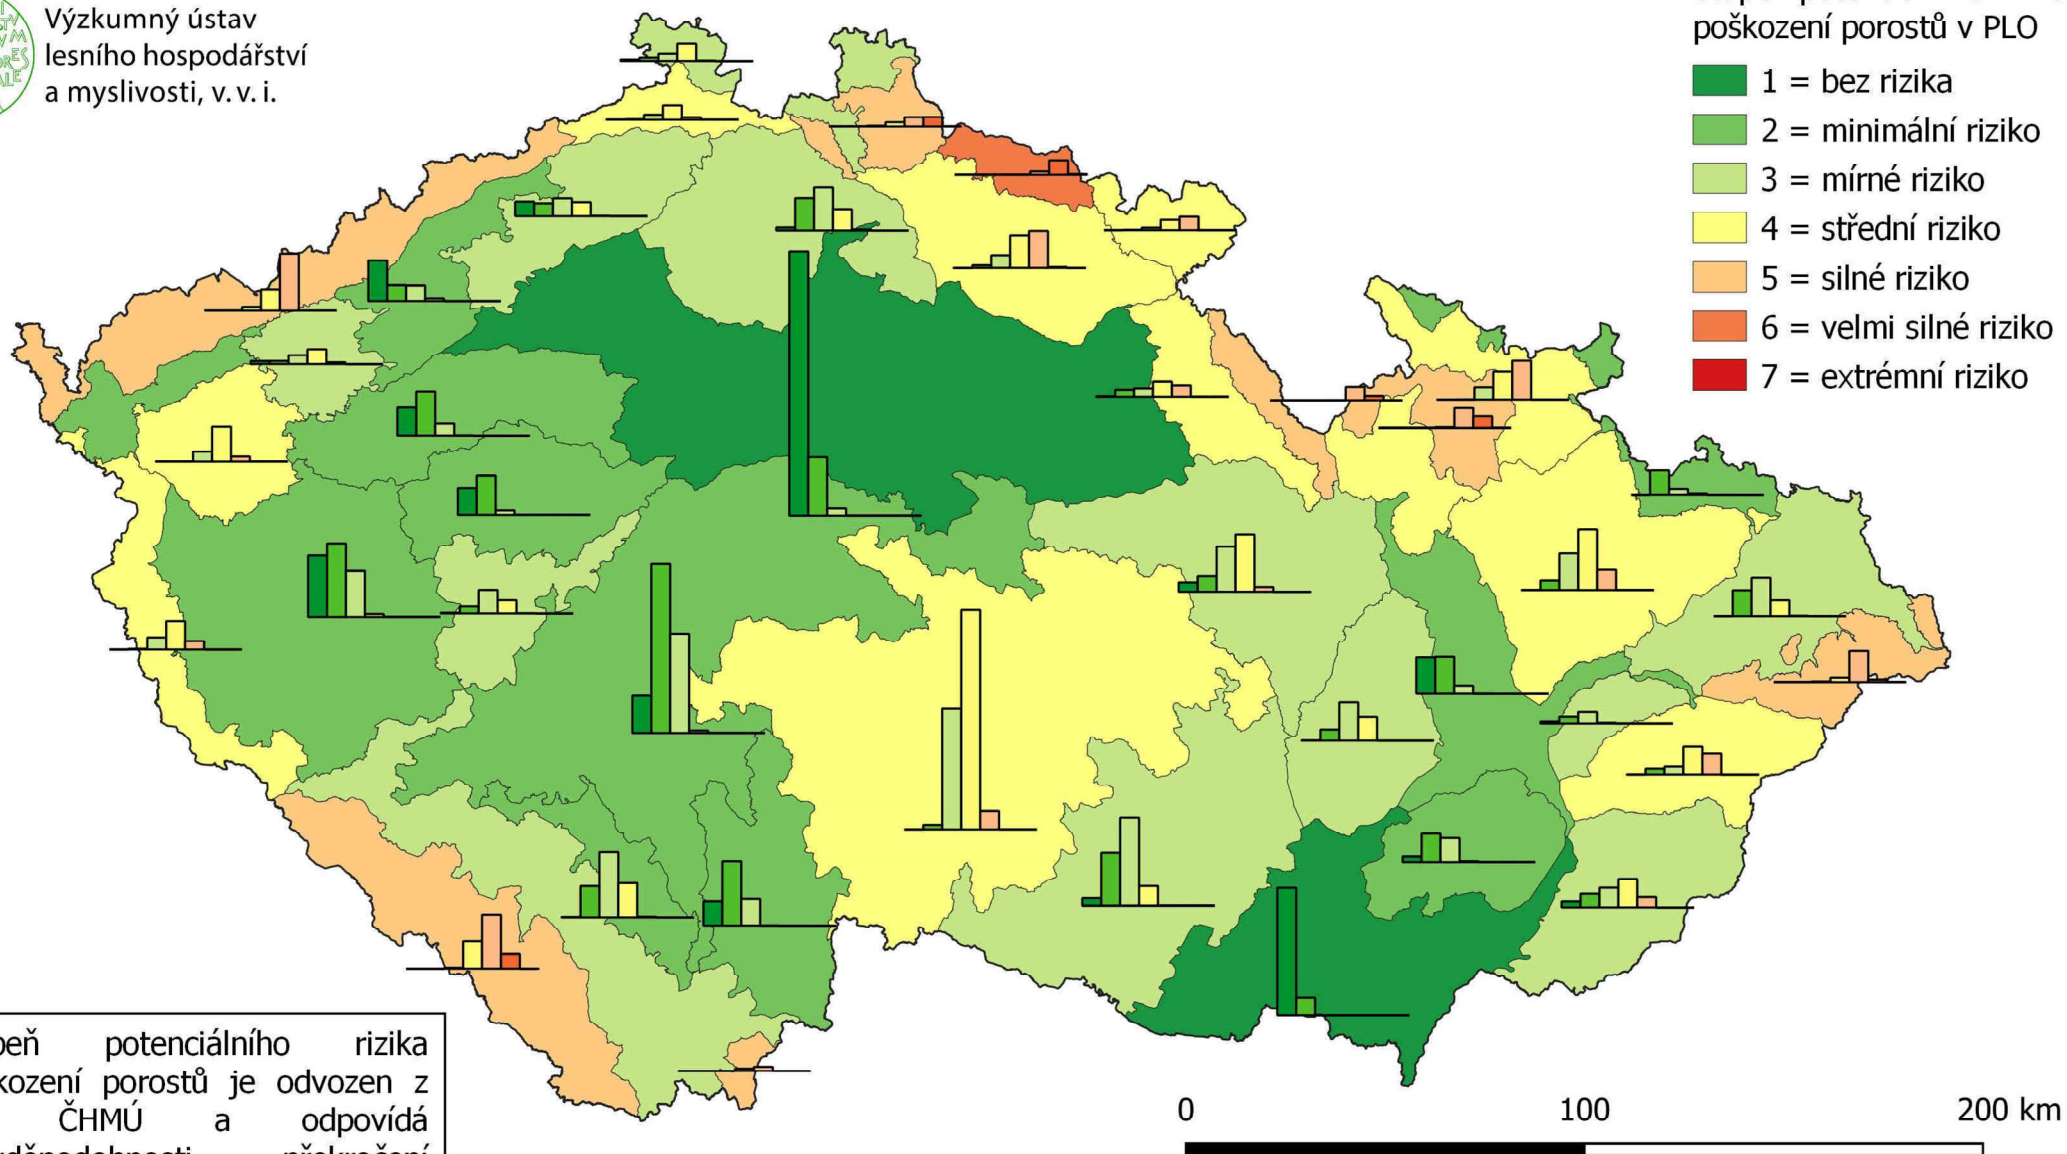 Výzkumný ústav
lesního hospodářství
a myslivosti, v. v. i.
poškození porostů v PLO
1 = bez rizika
2 = minimální riziko
3 = mírné riziko
4 = střední riziko
5 = silné riziko
6 = velmi silné riziko
7 = extrémní riziko
potenciálního rizika
porostů je odvozen z
ČHMÚ a odpovídá
0 100 200 km